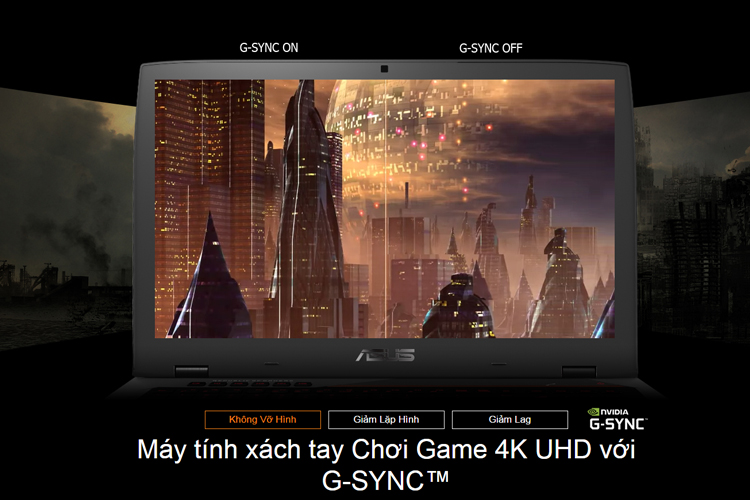 G-SYNC ON
G-SYNC OFF
ASUS
Không Vỡ Hình
Giảm Lặp Hình
Giảm Lag
NVIDIA
G-SYNC™
Máy tính xách tay Chơi Game 4K UHD với
G-SYNC™